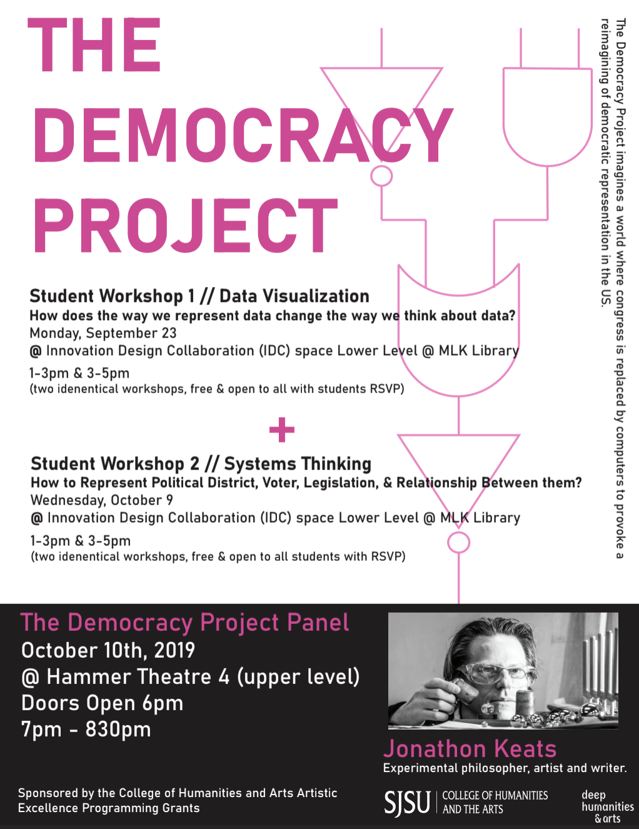 THE
DEMOCRACY
PROJECT
The Democracy Project imagines a world where congress is replaced by computers to provoke a
reimagining of democratic representation in the US.
Student Workshop 1 // Data Visualization
How does the way we represent data change the way we think about data?
Monday, September 23
@ Innovation Design Collaboration (IDC) space Lower Level @ MLK Library
1-3pm & 3-5pm
(two idenentical workshops, free & open to all with students RSVP)
+
Student Workshop 2 // Systems Thinking
How to Represent Political District, Voter, Legislation, & Relationship Between them?
Wednesday, October 9
@ Innovation Design Collaboration (IDC) space Lower Level @ MLK Library
1-3pm & 3-5pm
(two idenentical workshops, free & open to all students with RSVP)
The Democracy Project Panel
October 10th, 2019
@ Hammer Theatre 4 (upper level)
Doors Open 6pm
7pm - 830pm
Jonathon Keats
Experimental philosopher, artist and writer.
Sponsored by the College of Humanities and Arts Artistic
Excellence Programming Grants
SJSU | COLLEGE OF HUMANITIES
AND THE ARTS
deep
humanities
& arts